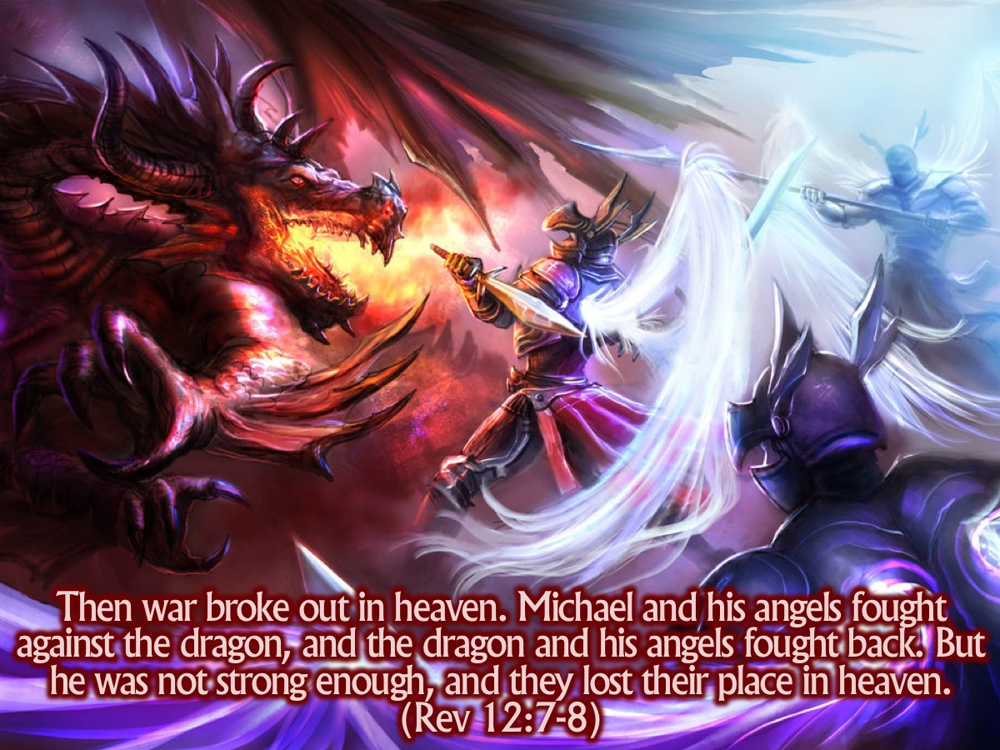 Then war broke out in heaven. Michael and his angels fought
against the dragon, and the dragon and his angels fought back. But
he was not strong enough, and they lost their place in heaven.
(Rev 12:7-8)